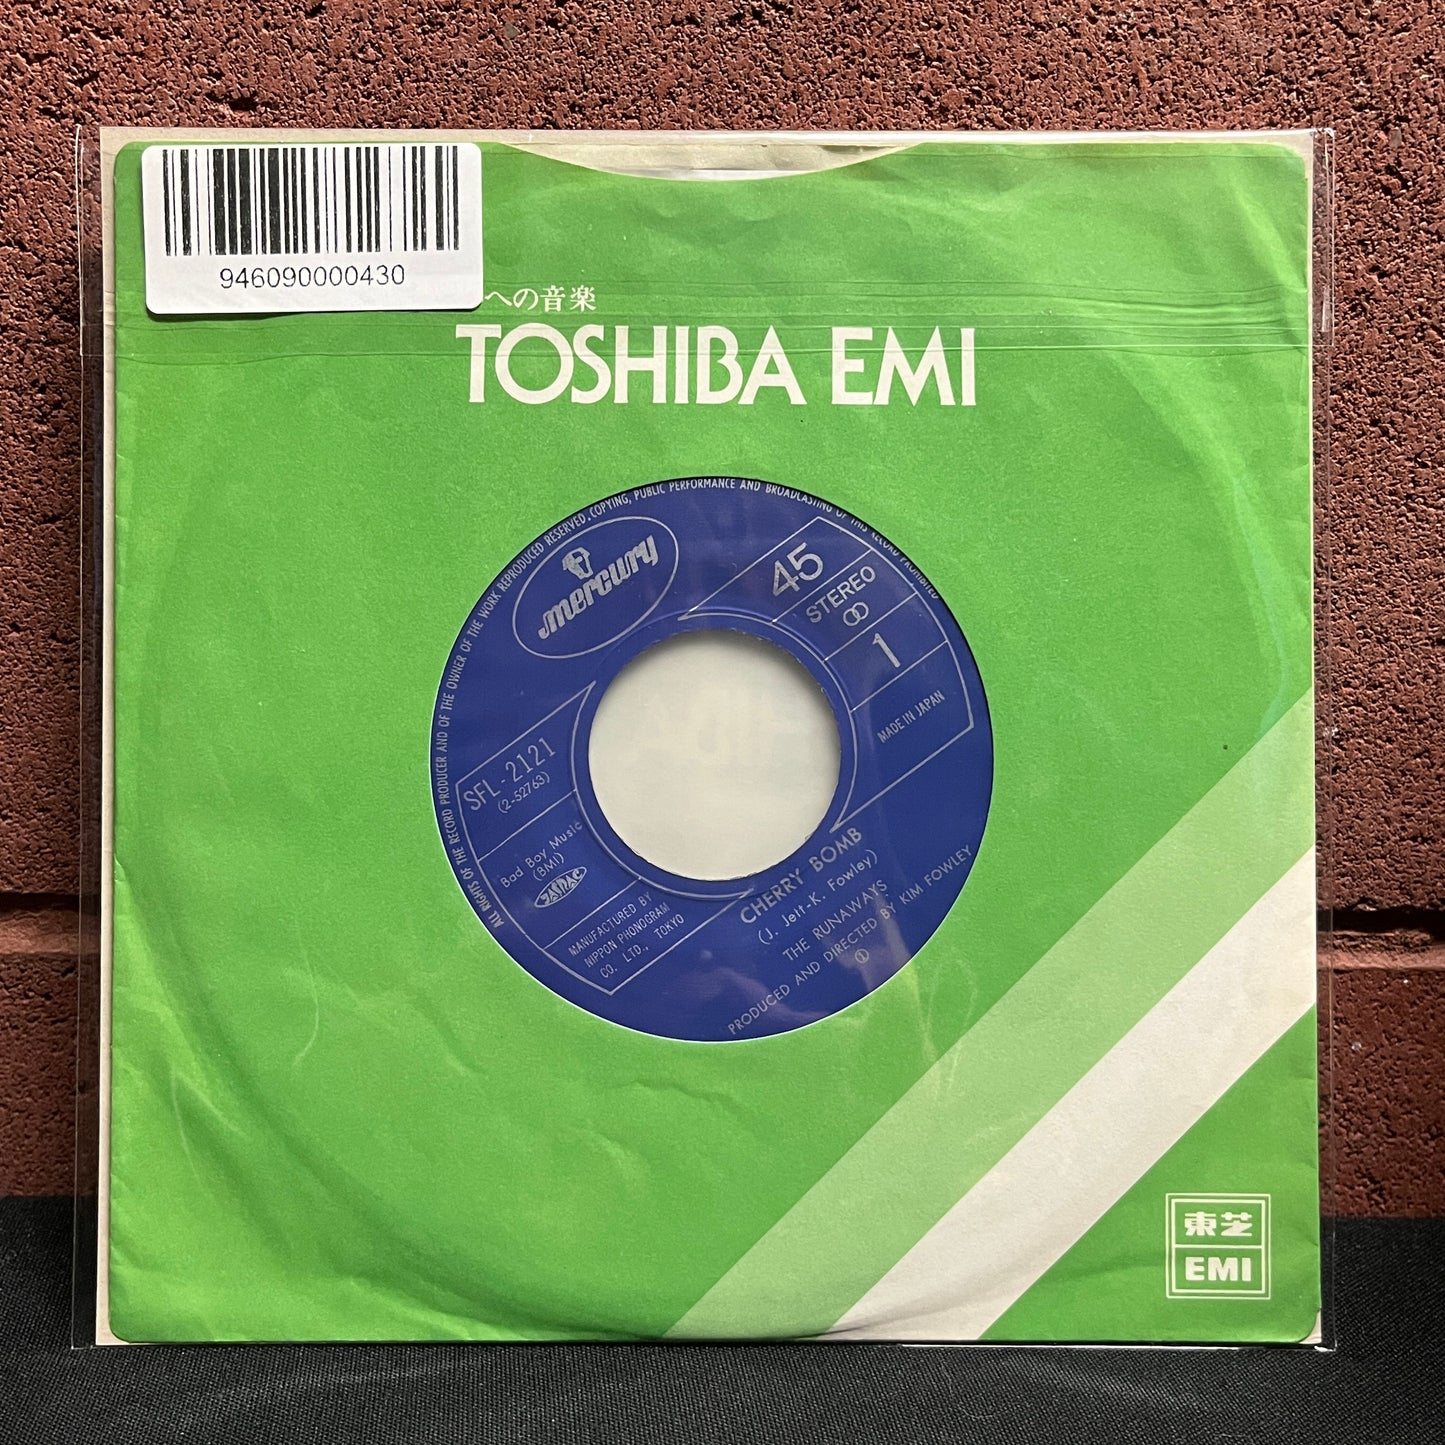 946090000430
への音楽
TOSHIBA EMI
ALL RIGHTS OF THE RECORD PRODUCER AND OF THE OWNER OF THE WORK REPRODUCED RESERVED. COPYING, PUBLIC PERFORMANCE AND BROADCASTING OF THIS RECORD PROHIBITED
mercury
45
STEREO
1
MADE IN JAPAN
SFL-2121
(2-52763)
Bad Boy Music
(BMI)
JASRAC
MANUFACTURED BY
NIPPON PHONOGRAM
CO. LTD., TOKYO
CHERRY BOMB
(J. Jett-K. Fowley)
THE RUNAWAYS
PRODUCED AND DIRECTED BY KIM FOWLEY
①
東芝
EMI